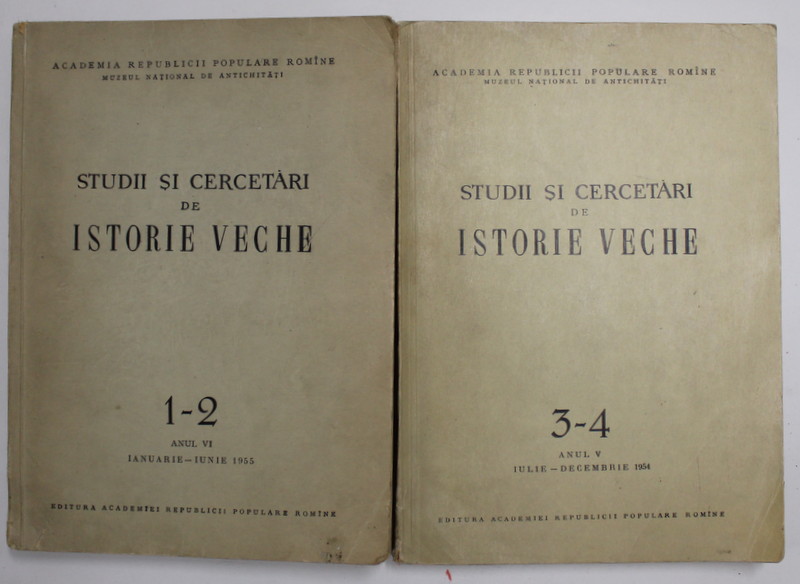 ACADEMIA REPUBLICII POPULARE ROMÎNE
MUZEUL NAȚIONAL DE ANTICHITĂȚI
STUDII ȘI CERCETĂRI
DE
ISTORIE VECHE
1-2
ANUL VI
IANUARIE — IUNIE 1955
EDITURA ACADEMIEI REPUBLICII POPULARE ROMÎNE
ACADEMIA REPUBLICII POPULARE ROMÎNE
MUZEUL NAȚIONAL DE ANTICHITĂȚI
STUDII ȘI CERCETĂRI
DE
ISTORIE VECHE
3-4
ANUL V
IULIE — DECEMBRIE 1954
EDITURA ACADEMIEI REPUBLICII POPULARE ROMÎNE